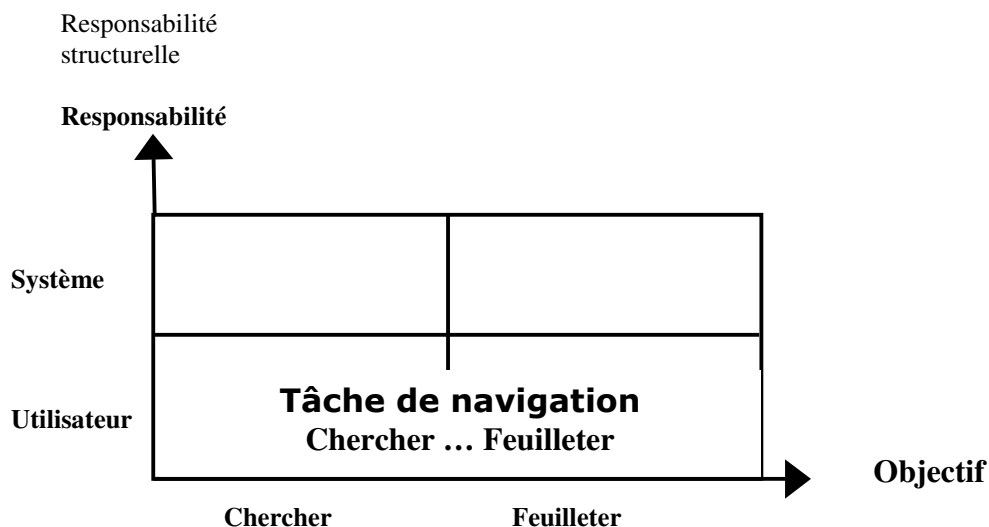 Responsabilité
structurelle
Responsabilité
Système
Utilisateur
Tâche de navigation
Chercher … Feuilleter
Objectif
Chercher
Feuilleter